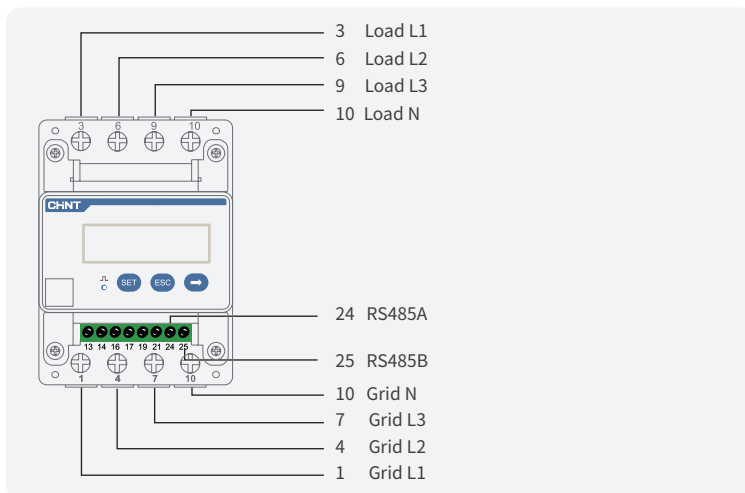 3 Load L1
6 Load L2
9 Load L3
10 Load N
3 6 9 10
CHNT
SET ESC
24 RS485A
13 14 16 17 19 21 24 25
25 RS485B
1 4 7 10
10 Grid N
7 Grid L3
4 Grid L2
1 Grid L1